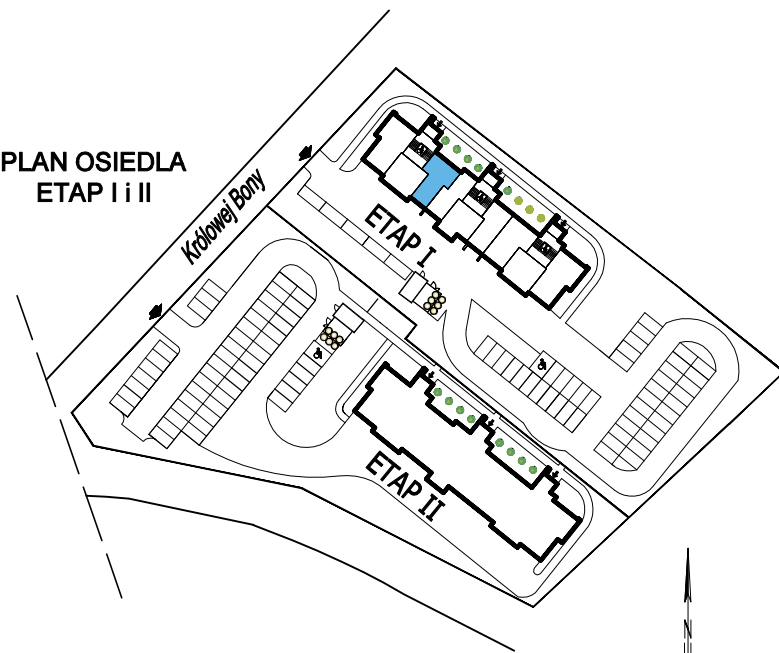 PLAN OSIEDLA
ETAP I i II
Królowej Bony
ETAP I
ETAP II
N